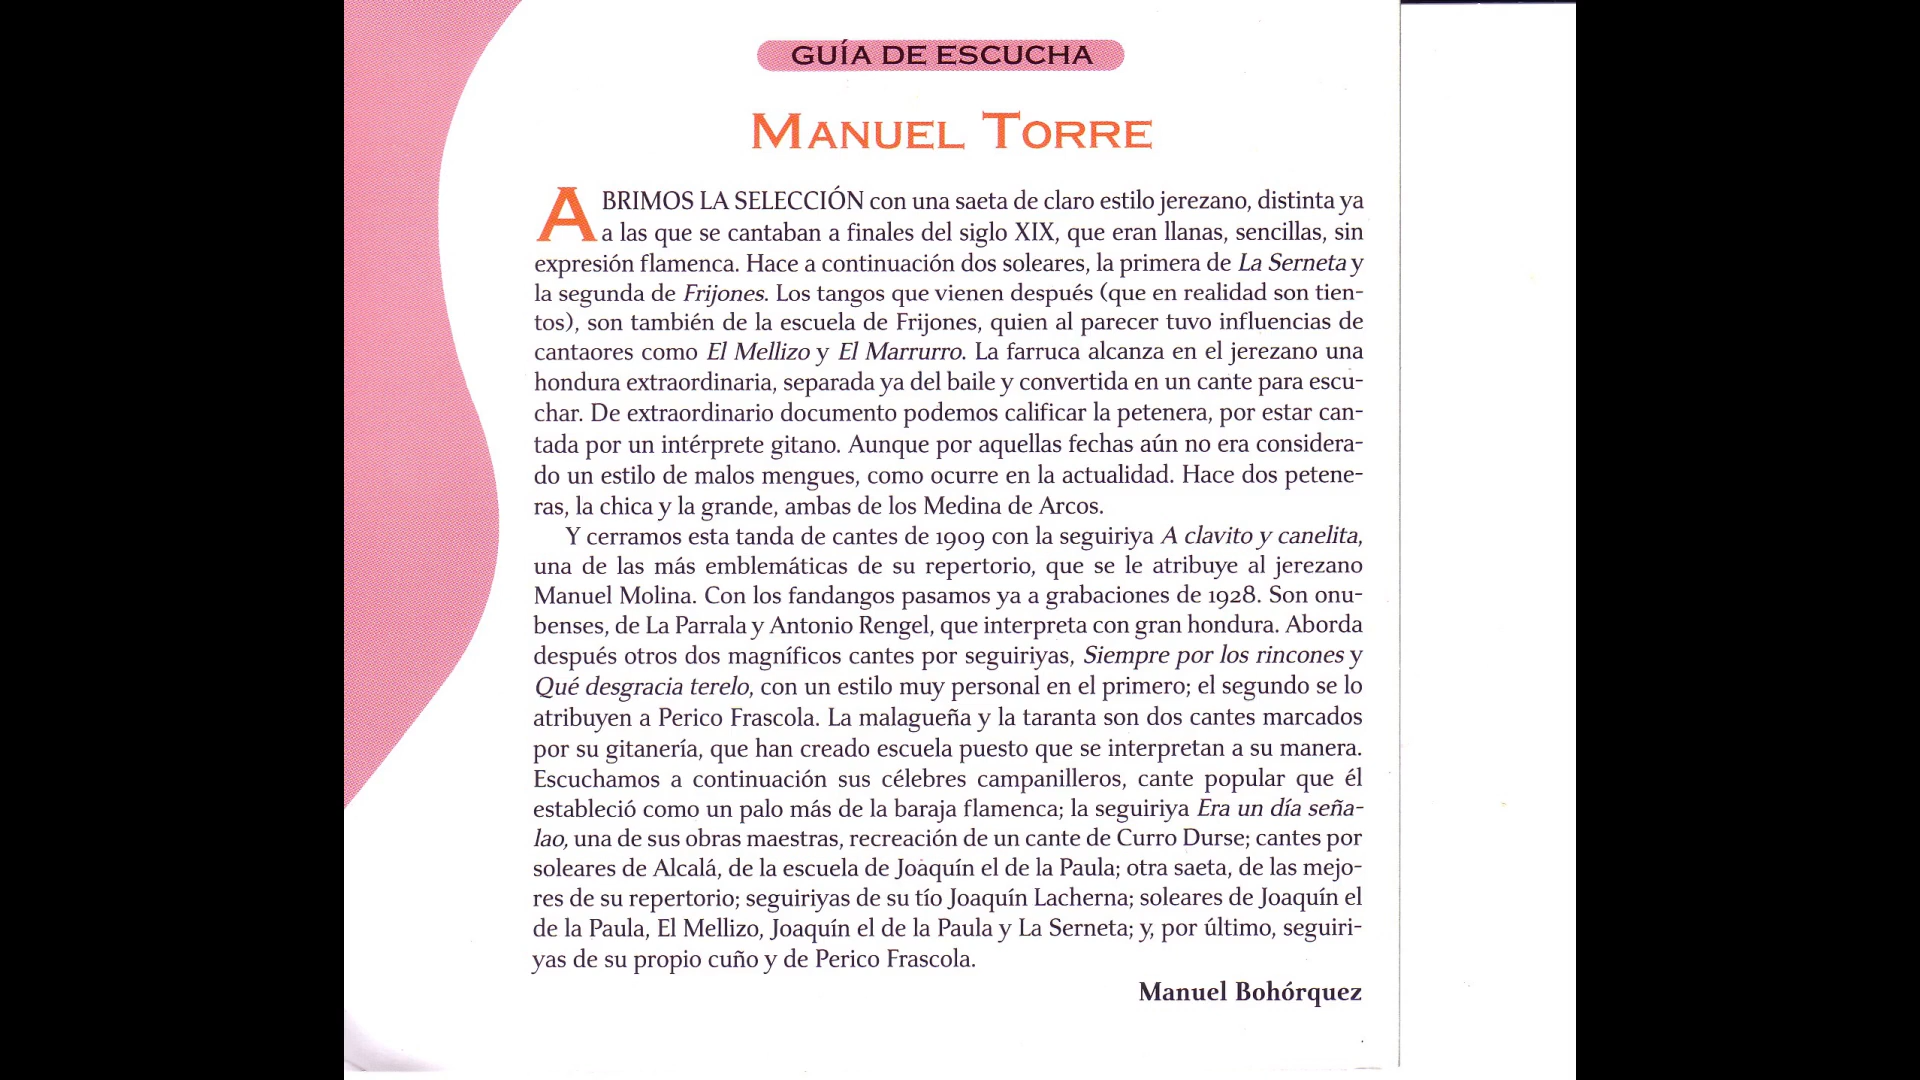 GUÍA DE ESCUCHA
MANUEL TORRE
ABRIMOS LA SELECCIÓN con una saeta de claro estilo jerezano, distinta ya
a las que se cantaban a finales del siglo XIX, que eran llanas, sencillas, sin
expresión flamenca. Hace a continuación dos soleares, la primera de La Serneta y
la segunda de Frijones. Los tangos que vienen después (que en realidad son tien-
tos), son también de la escuela de Frijones, quien al parecer tuvo influencias de
cantaores como El Mellizo y El Marrurro. La farruca alcanza en el jerezano una
hondura extraordinaria, separada ya del baile y convertida en un cante para escu-
char. De extraordinario documento podemos calificar la petenera, por estar can-
tada por un intérprete gitano. Aunque por aquellas fechas aún no era considera-
do un estilo de malos mengues, como ocurre en la actualidad. Hace dos petene-
ras, la chica y la grande, ambas de los Medina de Arcos.
Y cerramos esta tanda de cantes de 1909 con la seguiriya A clavito y canelita,
una de las más emblemáticas de su repertorio, que se le atribuye al jerezano
Manuel Molina. Con los fandangos pasamos ya a grabaciones de 1928. Son onu-
benses, de La Parrala y Antonio Rengel, que interpreta con gran hondura. Aborda
después otros dos magníficos cantes por seguiriyas, Siempre por los rincones y
Qué desgracia terelo, con un estilo muy personal en el primero; el segundo se lo
atribuyen a Perico Frascola. La malagueña y la taranta son dos cantes marcados
por su gitanería, que han creado escuela puesto que se interpretan a su manera.
Escuchamos a continuación sus célebres campanilleros, cante popular que él
estableció como un palo más de la baraja flamenca; la seguiriya Era un día seña-
lao, una de sus obras maestras, recreación de un cante de Curro Durse; cantes por
soleares de Alcalá, de la escuela de Joaquín el de la Paula; otra saeta, de las mejo-
res de su repertorio; seguiriyas de su tío Joaquín Lacherna; soleares de Joaquín el
de la Paula, El Mellizo, Joaquín el de la Paula y La Serneta; y, por último, seguiri-
yas de su propio cuño y de Perico Frascola.
Manuel Bohórquez